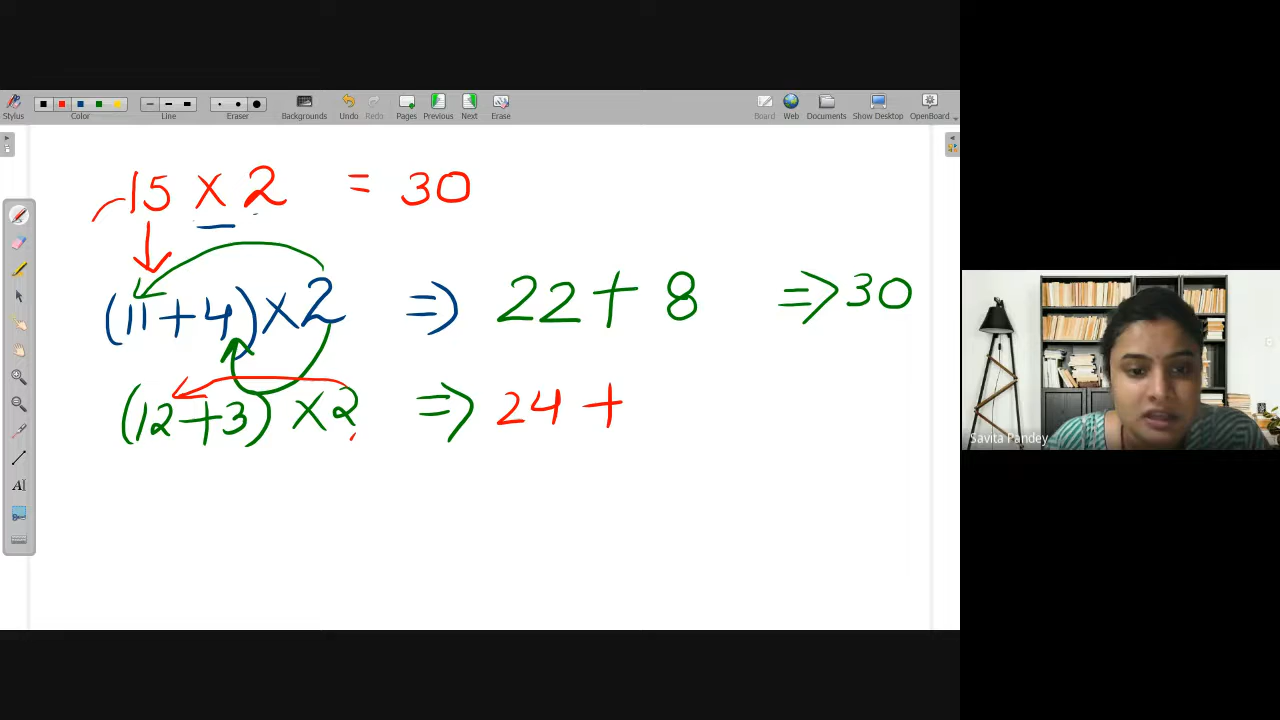 Stylus Color Line Eraser Backgrounds Undo Redo Pages Previous Next Erase Board Web Documents Show Desktop OpenBoard
15 × 2 = 30
(11+4)×2 ⇒ 22 + 8 ⇒ 30
(12+3) ×2 ⇒ 24 +
Savita Pandey